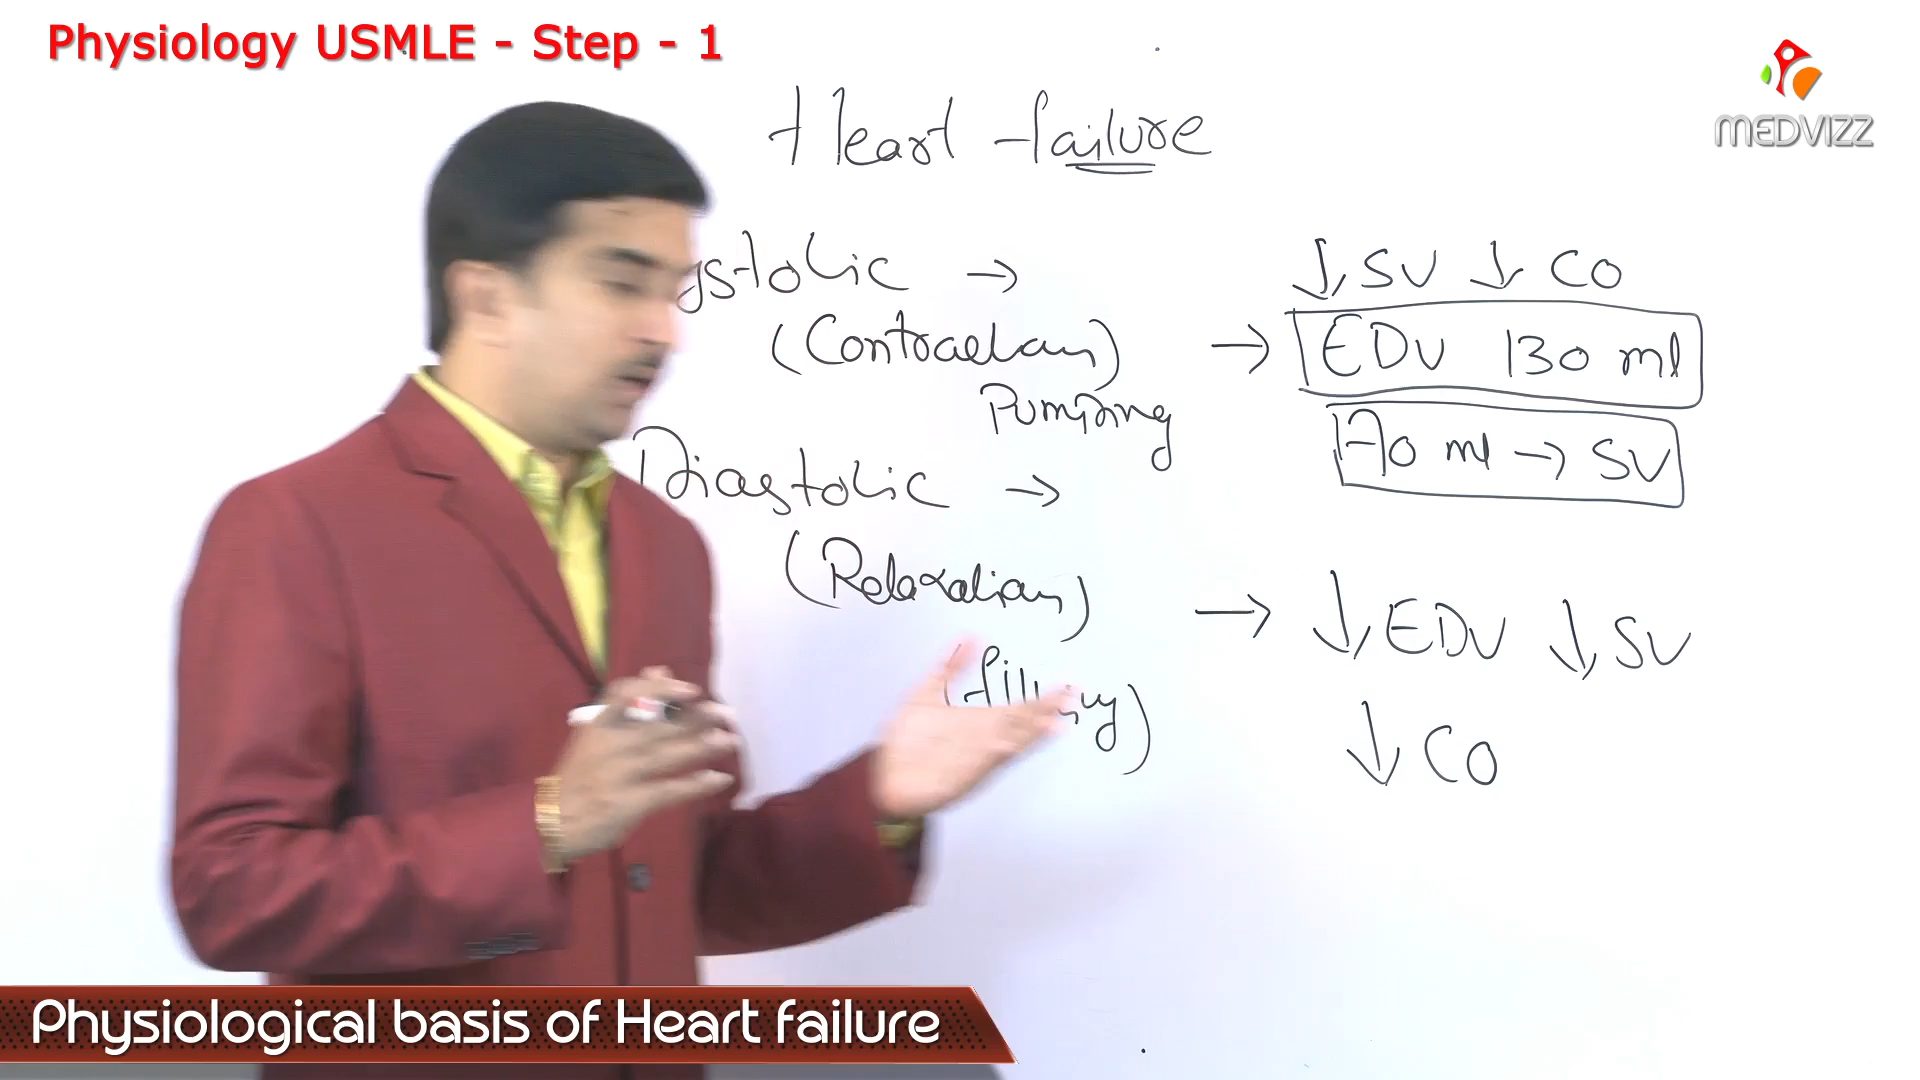 Physiology USMLE - Step - 1
MEDVIZZ
Heart failure
ystolic →
(Contraction)
Pumping
↓ SV ↓ CO
→ EDV 130 ml
70 ml → SV
Diastolic →
(Relaxation)
(filling)
→ ↓ EDV ↓ SV
↓ CO
Physiological basis of Heart failure